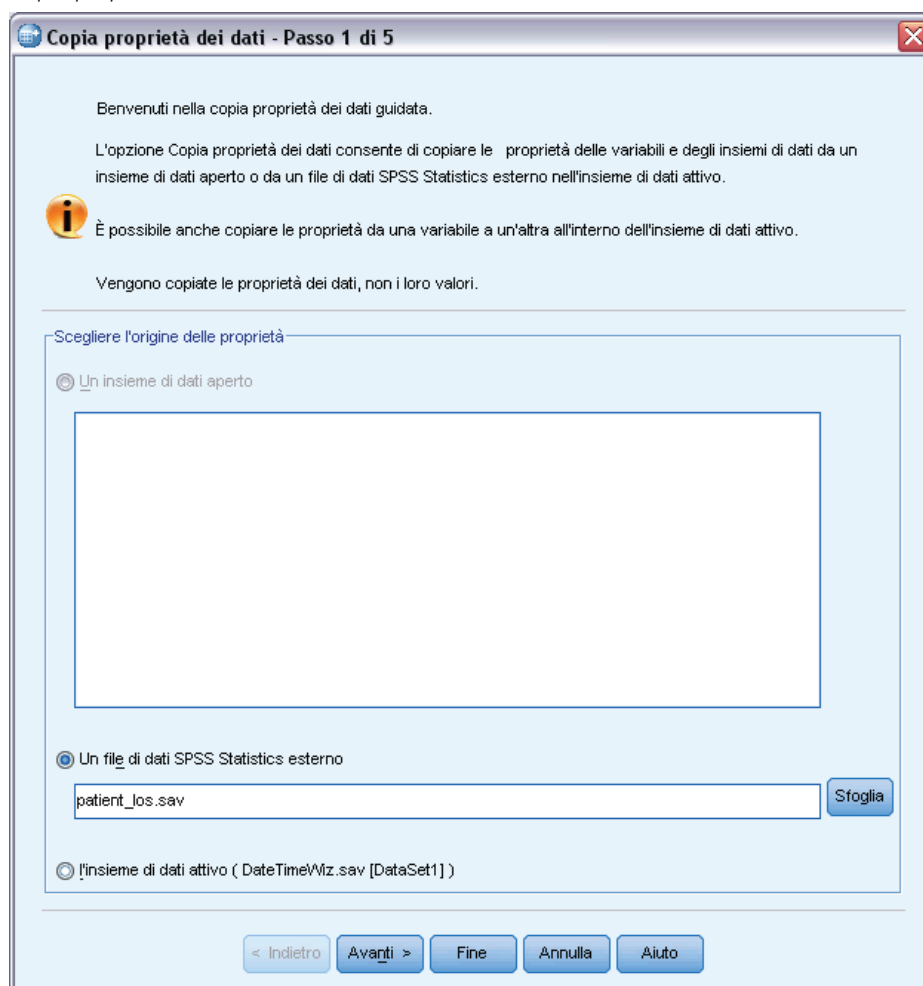 Copia proprietà dei dati - Passo 1 di 5
Benvenuti nella copia proprietà dei dati guidata.
L'opzione Copia proprietà dei dati consente di copiare le proprietà delle variabili e degli insiemi di dati da un
insieme di dati aperto o da un file di dati SPSS Statistics esterno nell'insieme di dati attivo.
È possibile anche copiare le proprietà da una variabile a un'altra all'interno dell'insieme di dati attivo.
Vengono copiate le proprietà dei dati, non i loro valori.
Scegliere l'origine delle proprietà
Un insieme di dati aperto
Un file di dati SPSS Statistics esterno
patient_los.sav
Sfoglia
l'insieme di dati attivo ( DateTimeWiz.sav [DataSet1] )
< Indietro Avanti > Fine Annulla Aiuto